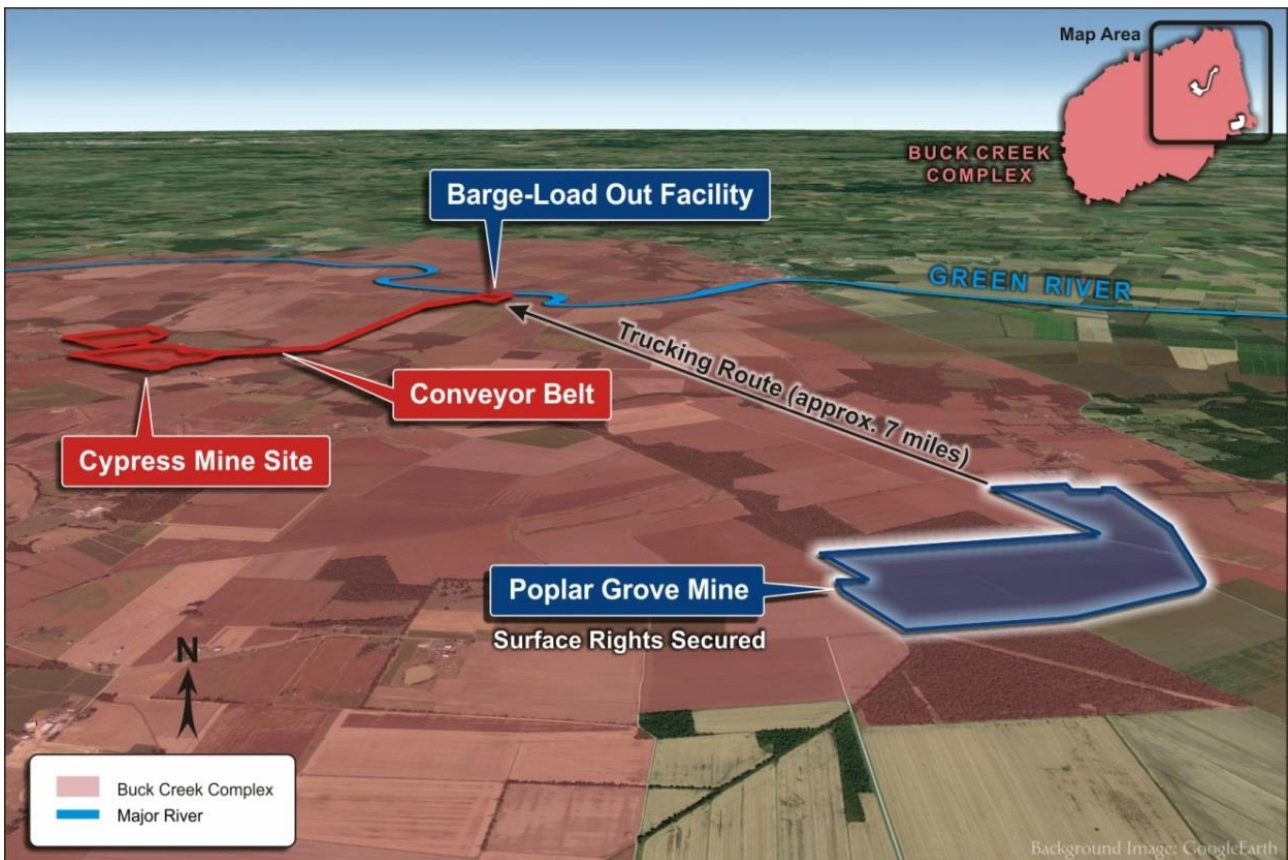 Map Area
BUCK CREEK
COMPLEX
Barge-Load Out Facility
GREEN RIVER
Trucking Route (approx. 7 miles)
Conveyor Belt
Cypress Mine Site
Poplar Grove Mine
Surface Rights Secured
N
Buck Creek Complex
Major River
Background Image: GoogleEarth